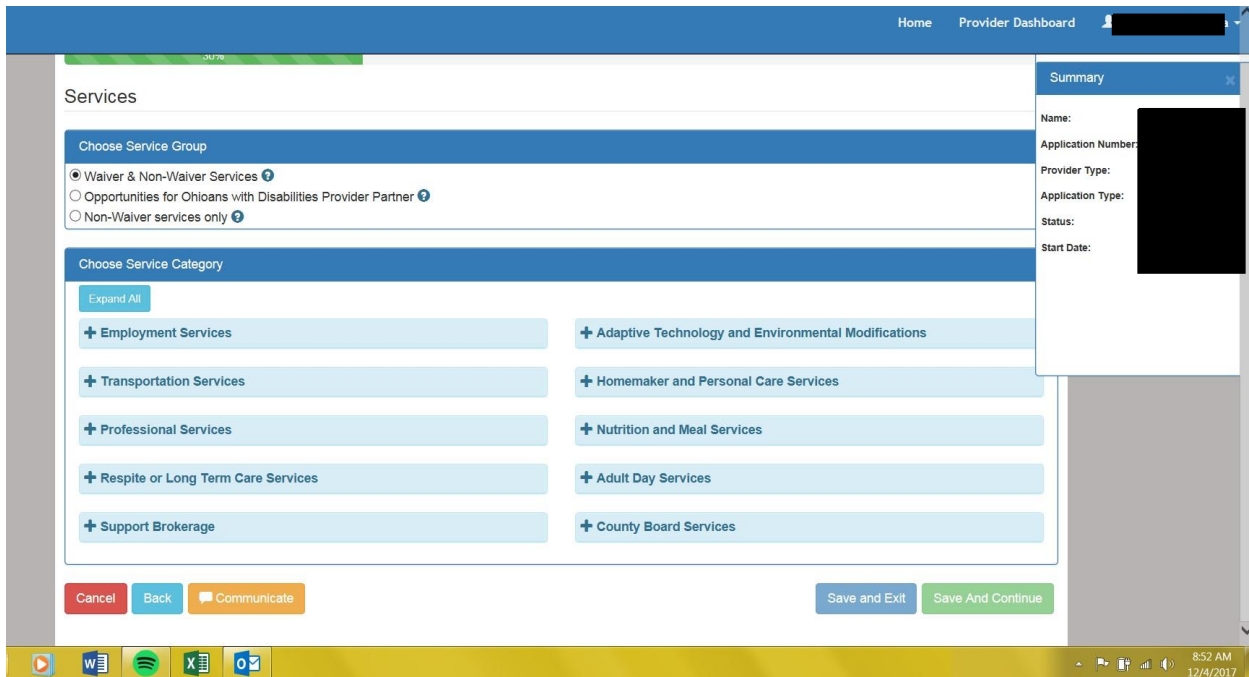 Home Provider Dashboard
30%
Services
Choose Service Group
Waiver & Non-Waiver Services
Opportunities for Ohioans with Disabilities Provider Partner
Non-Waiver services only
Choose Service Category
Expand All
Employment Services
Adaptive Technology and Environmental Modifications
Transportation Services
Homemaker and Personal Care Services
Professional Services
Nutrition and Meal Services
Respite or Long Term Care Services
Adult Day Services
Support Brokerage
County Board Services
Cancel Back Communicate Save and Exit Save And Continue
Summary
Name:
Application Number:
Provider Type:
Application Type:
Status:
Start Date:
8:52 AM
12/4/2017